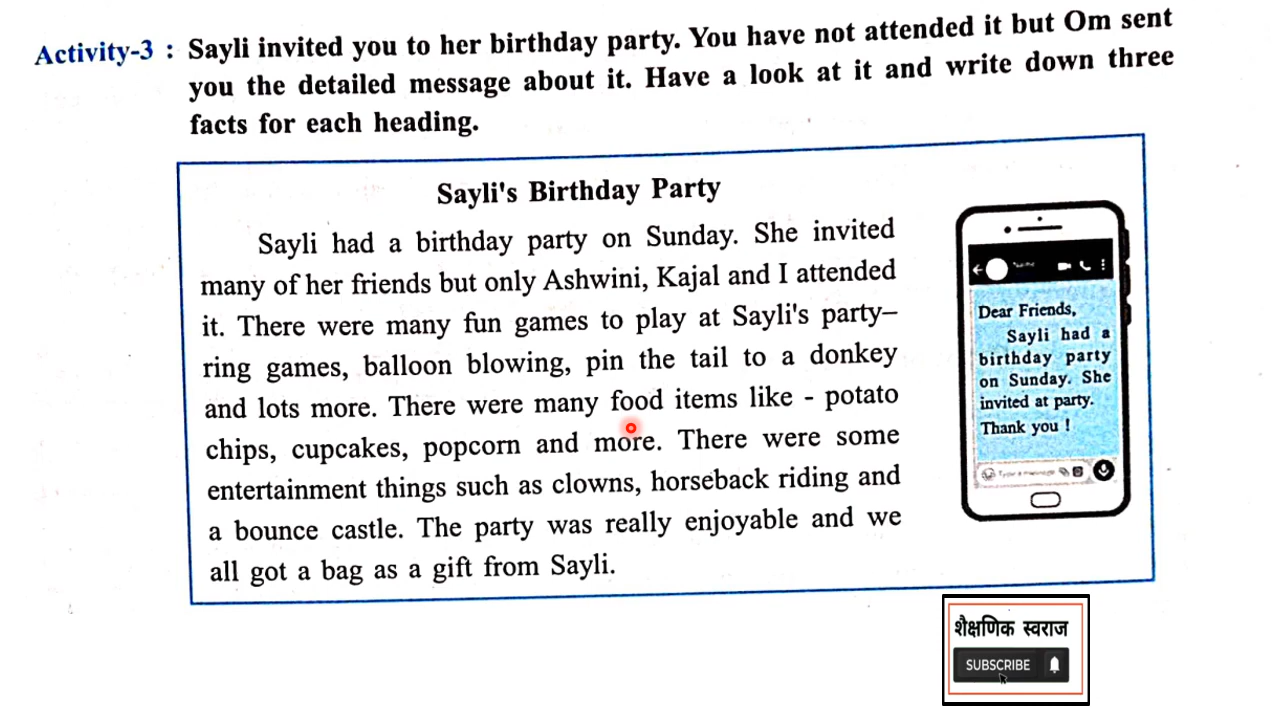 Activity-3 : Sayli invited you to her birthday party. You have not attended it but Om sent
you the detailed message about it. Have a look at it and write down three
facts for each heading.
Sayli's Birthday Party
Sayli had a birthday party on Sunday. She invited
many of her friends but only Ashwini, Kajal and I attended
it. There were many fun games to play at Sayli's party–
ring games, balloon blowing, pin the tail to a donkey
and lots more. There were many food items like - potato
chips, cupcakes, popcorn and more. There were some
entertainment things such as clowns, horseback riding and
a bounce castle. The party was really enjoyable and we
all got a bag as a gift from Sayli.
Dear Friends,
Sayli had a
birthday party
on Sunday. She
invited at party.
Thank you !
Type a message
शैक्षणिक स्वराज
SUBSCRIBE